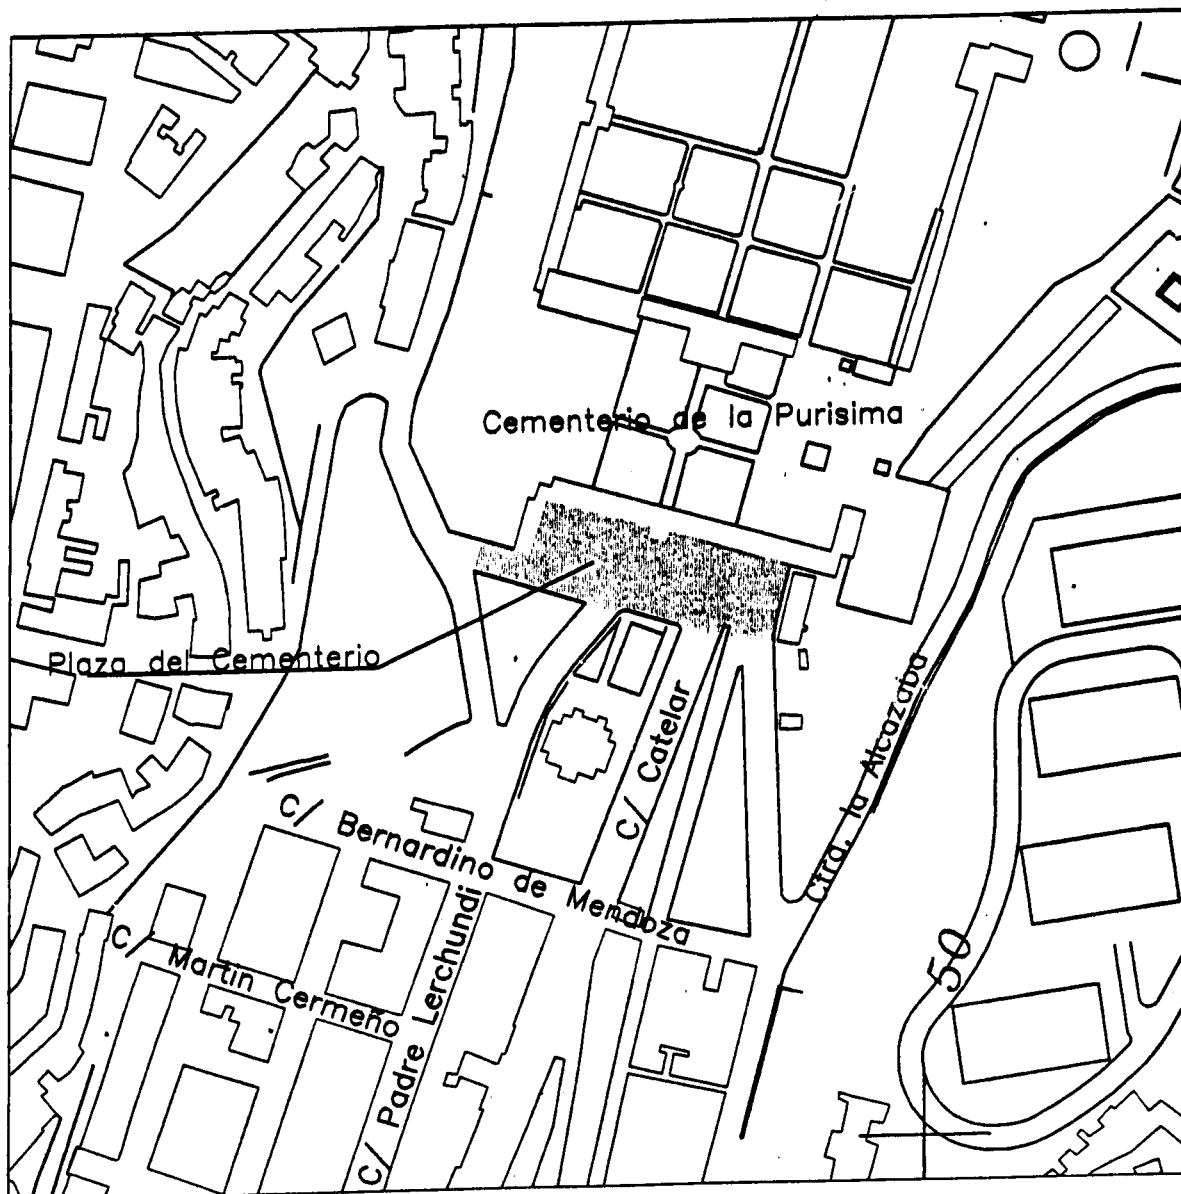 Cementerio de la Purisima
Plaza del Cementerio
C/ Catelar
Ctra. la Alcazaba
C/ Bernardino de Mendoza
C/ Martin Cermeño
C/ Padre Lerchundi
50